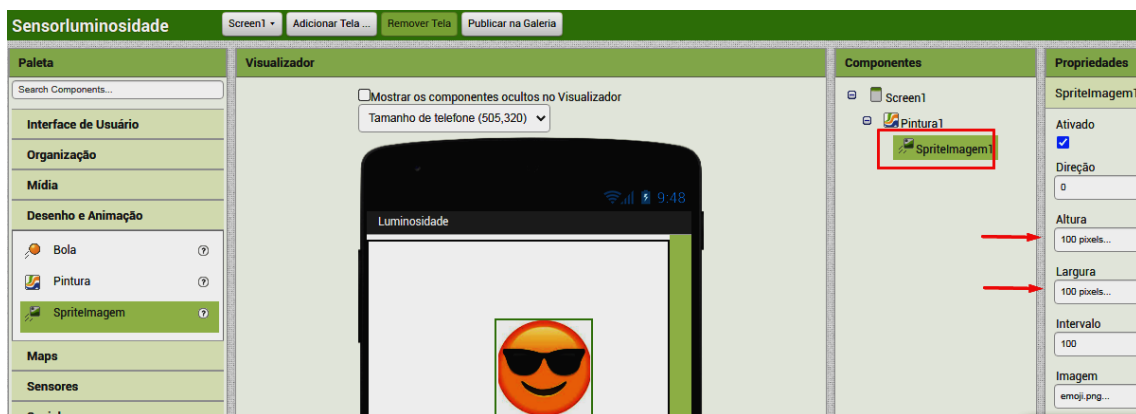 Sensorluminosidade
Screen1
Adicionar Tela ...
Remover Tela
Publicar na Galeria
Paleta
Search Components...
Interface de Usuário
Organização
Mídia
Desenho e Animação
Bola
Pintura
SpriteImagem
Maps
Sensores
Visualizador
Mostrar os componentes ocultos no Visualizador
Tamanho de telefone (505,320)
9:48
Luminosidade
Componentes
Screen1
Pintura1
SpriteImagem1
Propriedades
SpriteImagem1
Ativado
Direção
0
Altura
100 pixels...
Largura
100 pixels...
Intervalo
100
Imagem
emoji.png...